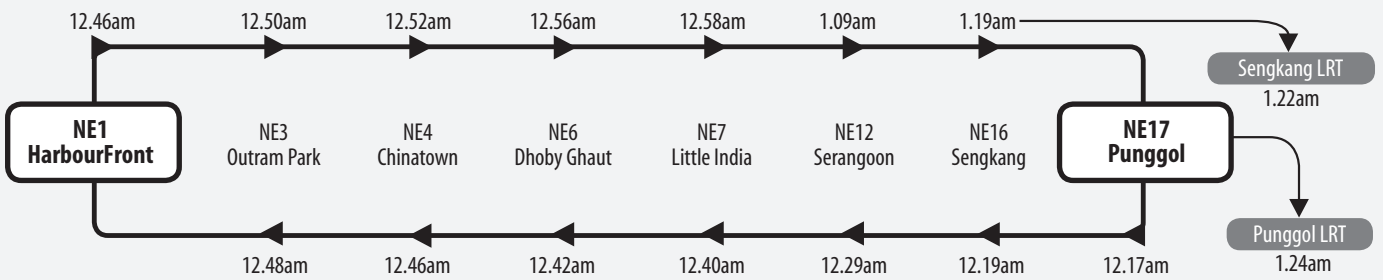 12.46am 12.50am 12.52am 12.56am 12.58am 1.09am 1.19am
Sengkang LRT
1.22am
NE1
HarbourFront
NE3
Outram Park
NE4
Chinatown
NE6
Dhoby Ghaut
NE7
Little India
NE12
Serangoon
NE16
Sengkang
NE17
Punggol
Punggol LRT
1.24am
12.48am 12.46am 12.42am 12.40am 12.29am 12.19am 12.17am